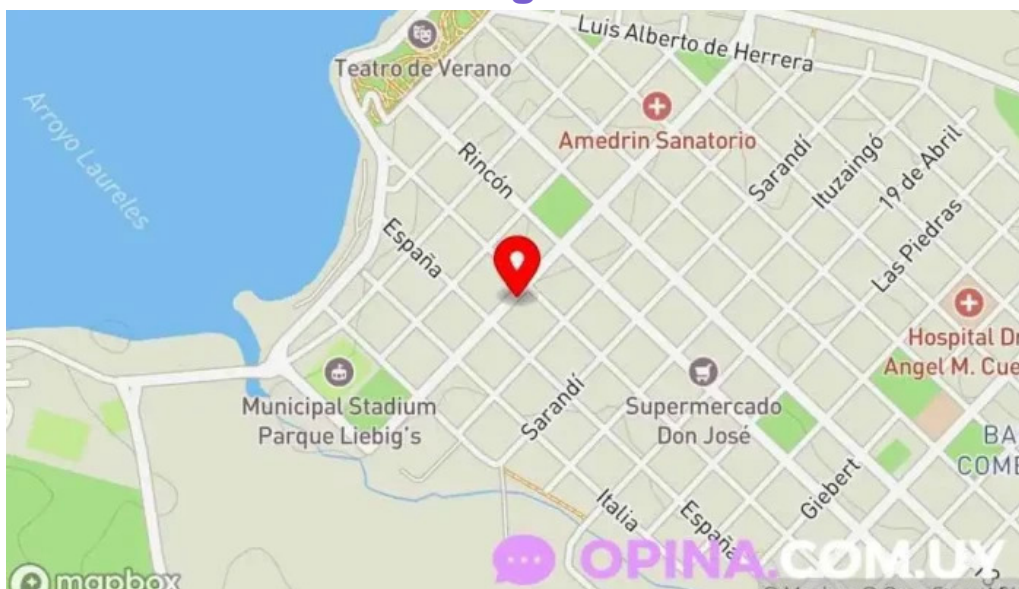 Luis Alberto de Herrera
Teatro de Verano
Arroyo Laureles
Amedrin Sanatorio
Rincón
Sarandí
Ituzaingó
19 de Abril
España
Las Piedras
Hospital Dr
Angel M. Cue
Municipal Stadium
Parque Liebig's
Sarandí
Supermercado
Don José
BA
COME
Giebert
Italia
España
OPINA.COM.UY
mapbox